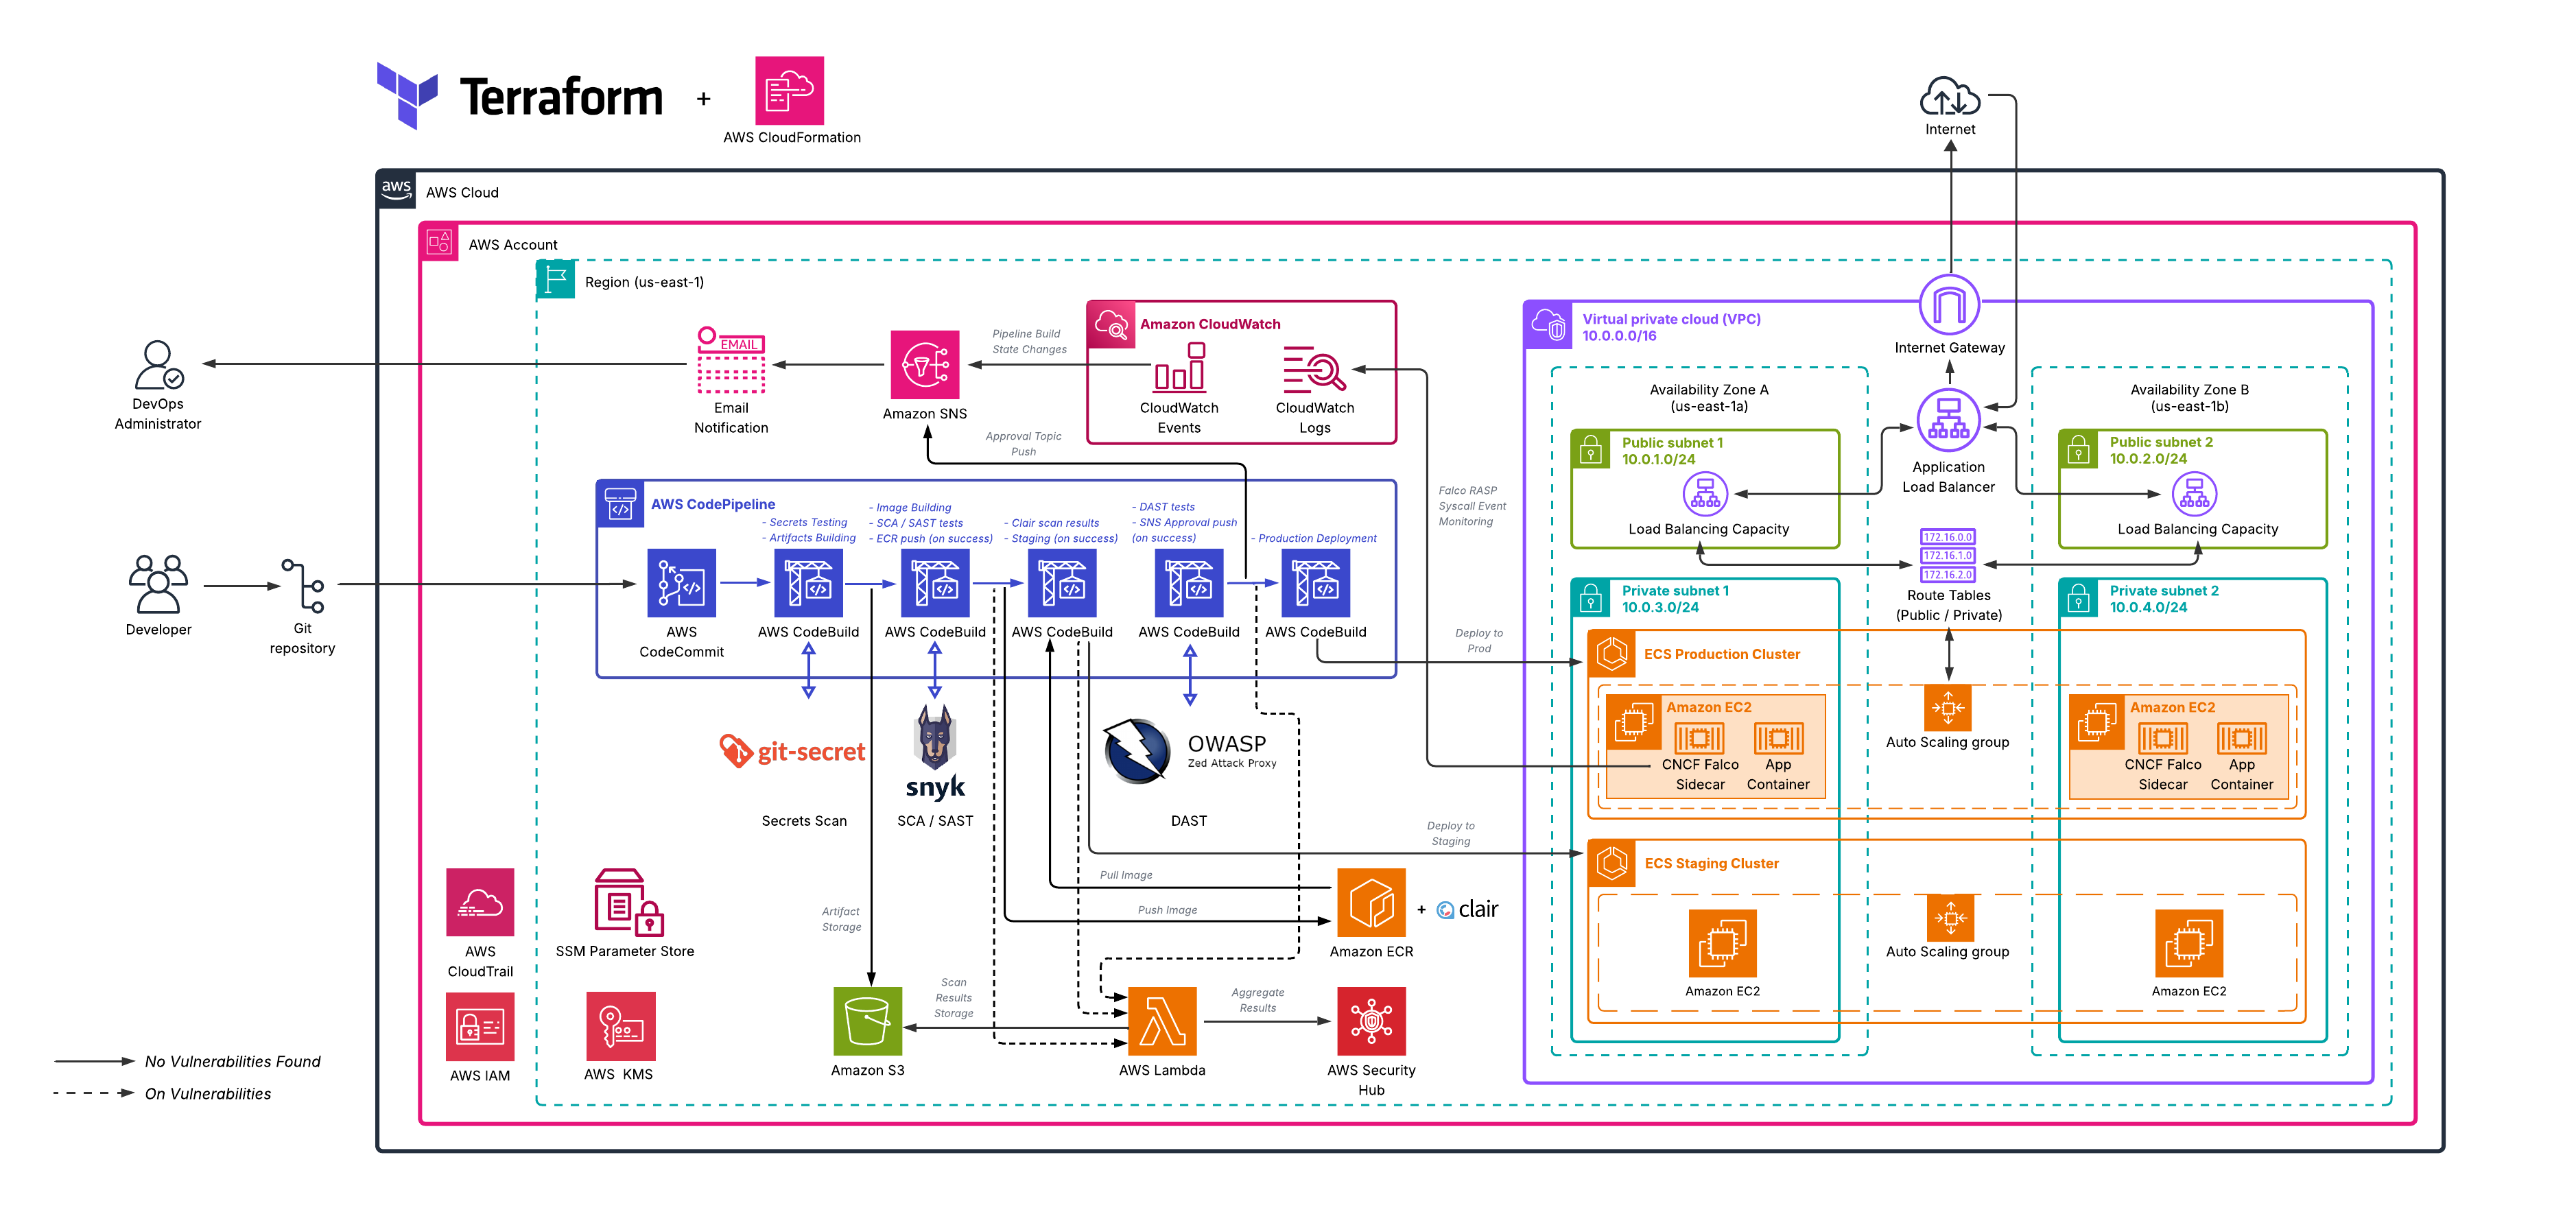 Terraform
+
AWS CloudFormation
Internet
aws
AWS Cloud
AWS Account
Region (us-east-1)
DevOps
Administrator
EMAIL
Email
Notification
Amazon SNS
Pipeline Build
State Changes
Amazon CloudWatch
CloudWatch
Events
CloudWatch
Logs
Approval Topic
Push
Developer
Git
repository
AWS CodePipeline
AWS
CodeCommit
- Secrets Testing
- Artifacts Building
AWS CodeBuild
- Image Building
- SCA / SAST tests
- ECR push (on success)
AWS CodeBuild
- Clair scan results
- Staging (on success)
AWS CodeBuild
- DAST tests
- SNS Approval push
(on success)
AWS CodeBuild
- Production Deployment
AWS CodeBuild
git-secret
Secrets Scan
snyk
SCA / SAST
OWASP
Zed Attack Proxy
DAST
Falco RASP
Syscall Event
Monitoring
Deploy to
Prod
Deploy to
Staging
Pull Image
Push Image
Artifact
Storage
Scan
Results
Storage
Aggregate
Results
AWS
CloudTrail
SSM Parameter Store
AWS IAM
AWS KMS
Amazon S3
AWS Lambda
Amazon ECR
+
clair
AWS Security
Hub
No Vulnerabilities Found
On Vulnerabilities
Virtual private cloud (VPC)
10.0.0.0/16
Internet Gateway
Availability Zone A
(us-east-1a)
Availability Zone B
(us-east-1b)
Application
Load Balancer
Public subnet 1
10.0.1.0/24
Load Balancing Capacity
Public subnet 2
10.0.2.0/24
Load Balancing Capacity
172.16.0.0
172.16.1.0
172.16.2.0
Route Tables
(Public / Private)
Private subnet 1
10.0.3.0/24
Private subnet 2
10.0.4.0/24
ECS Production Cluster
Amazon EC2
CNCF Falco
Sidecar
App
Container
Auto Scaling group
Amazon EC2
CNCF Falco
Sidecar
App
Container
ECS Staging Cluster
Amazon EC2
Auto Scaling group
Amazon EC2